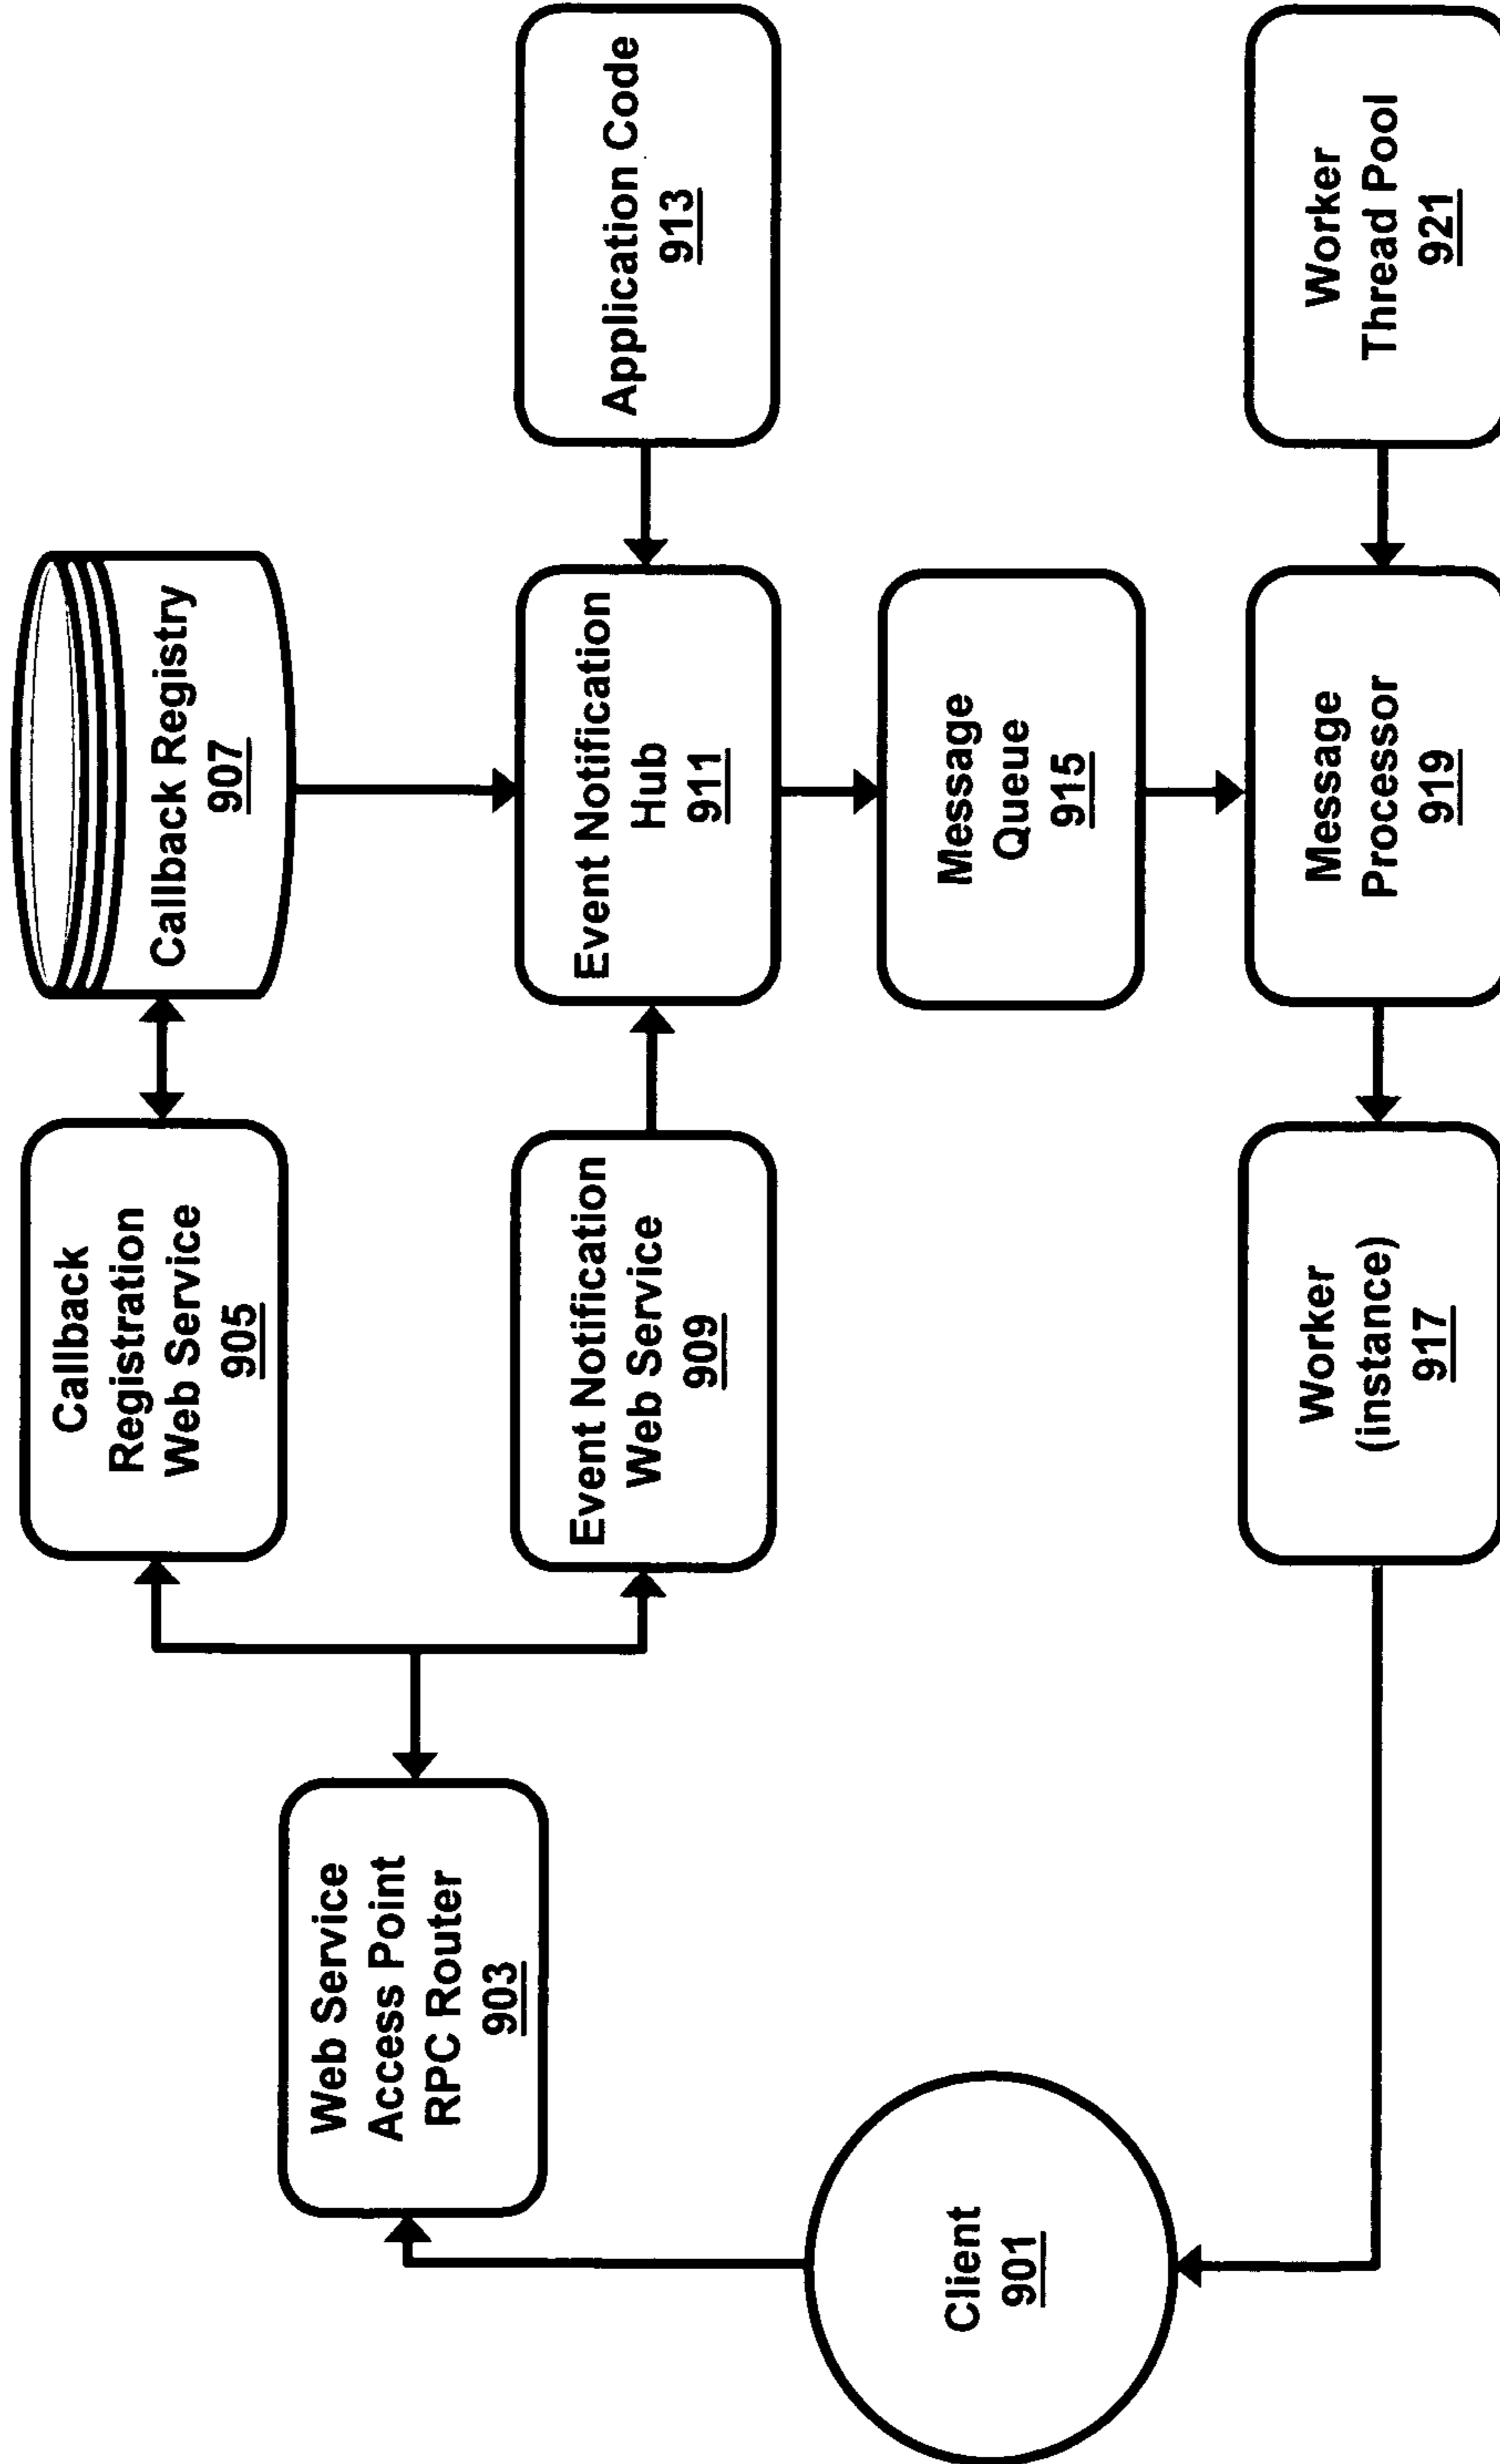 Callback Registry
907
Callback
Registration
Web Service
905
Web Service
Access Point
RPC Router
903
Application Code
913
Event Notification
Hub
911
Event Notification
Web Service
909
Message
Queue
915
Client
901
Worker
Thread Pool
921
Message
Processor
919
Worker
(instance)
917